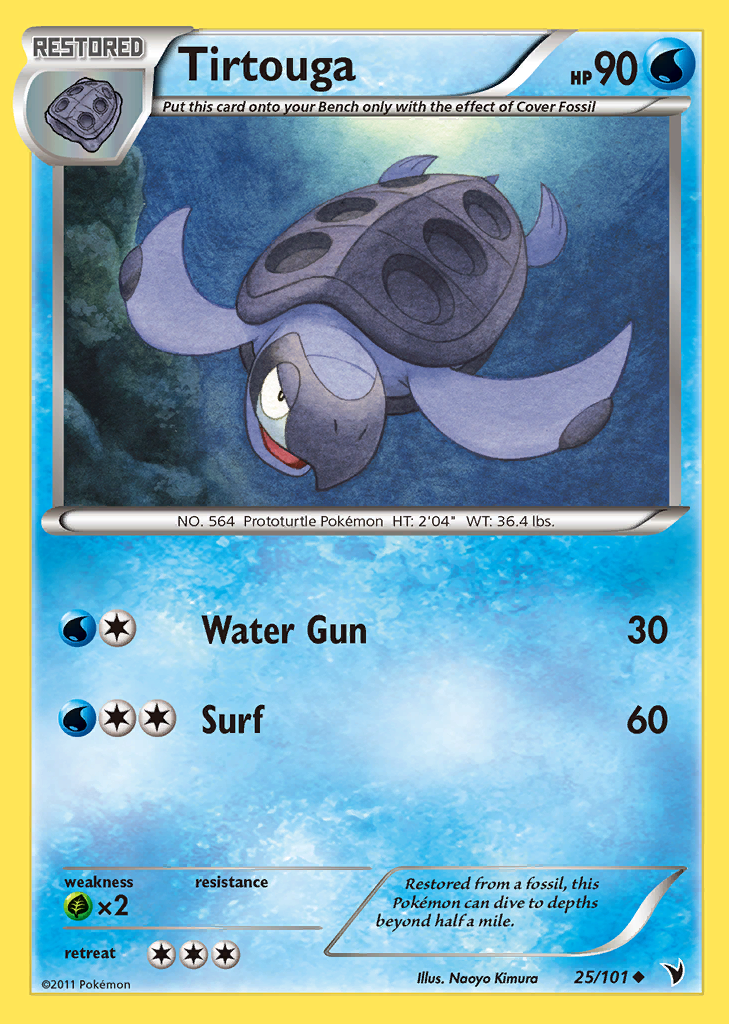 RESTORED
Tirtouga
HP 90
Put this card onto your Bench only with the effect of Cover Fossil
NO. 564 Prototurtle Pokémon HT: 2'04" WT: 36.4 lbs.
Water Gun 30
Surf 60
weakness resistance
×2
Restored from a fossil, this
Pokémon can dive to depths
beyond half a mile.
retreat
©2011 Pokémon
Illus. Naoyo Kimura 25/101